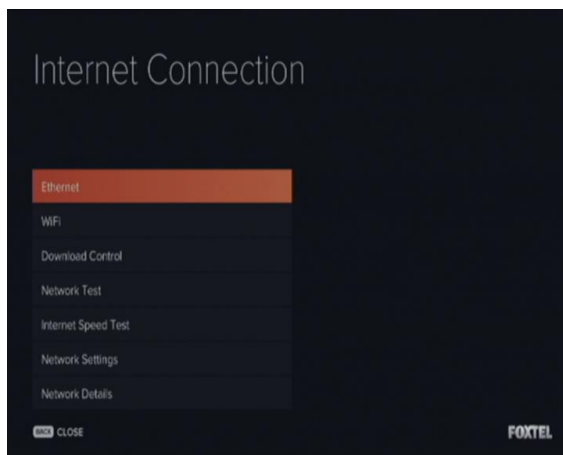 Internet Connection
Ethernet
WiFi
Download Control
Network Test
Internet Speed Test
Network Settings
Network Details
BACK CLOSE
FOXTEL